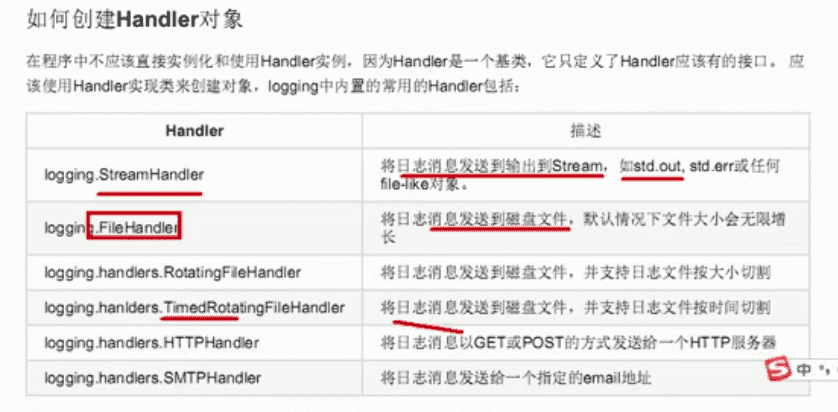 如何创建Handler对象
在程序中不应该直接实例化和使用Handler实例，因为Handler是一个基类，它只定义了Handler应该有的接口。 应
该使用Handler实现类来创建对象，logging中内置的常用的Handler包括：
Handler 描述
logging.StreamHandler 将日志消息发送到输出到Stream，如std.out, std.err或任何
file-like对象。
logging.FileHandler 将日志消息发送到磁盘文件，默认情况下文件大小会无限增
长
logging.handlers.RotatingFileHandler 将日志消息发送到磁盘文件，并支持日志文件按大小切割
logging.hanlders.TimedRotatingFileHandler 将日志消息发送到磁盘文件，并支持日志文件按时间切割
logging.handlers.HTTPHandler 将日志消息以GET或POST的方式发送给一个HTTP服务器
logging.handlers.SMTPHandler 将日志消息发送给一个指定的email地址
S 中 °，